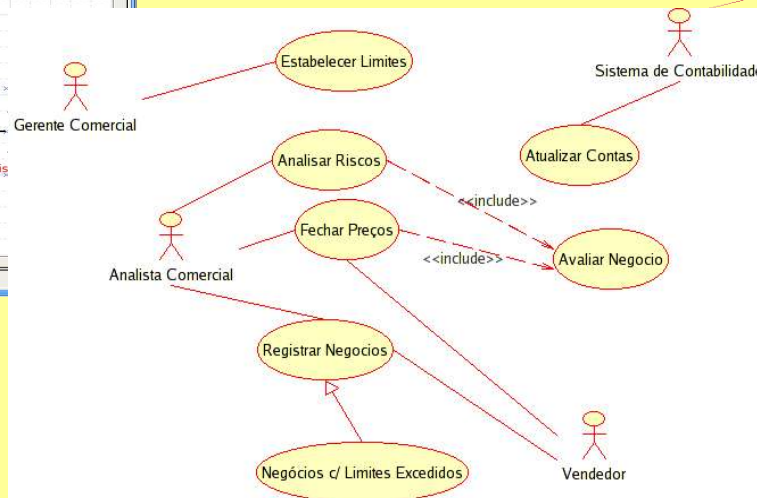 Estabelecer Limites
Sistema de Contabilidade
Gerente Comercial
Analisar Riscos
Atualizar Contas
<<include>>
Fechar Preços
<<include>>
Avaliar Negocio
Analista Comercial
Registrar Negocios
Negócios c/ Limites Excedidos
Vendedor